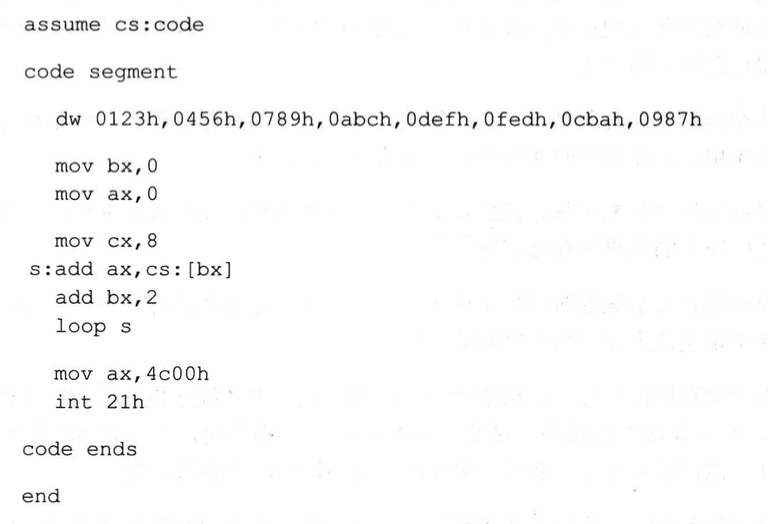 assume cs:code
code segment
dw 0123h,0456h,0789h,0abch,0defh,0fedh,0cbah,0987h
mov bx,0
mov ax,0
mov cx,8
s:add ax,cs:[bx]
add bx,2
loop s
mov ax,4c00h
int 21h
code ends
end